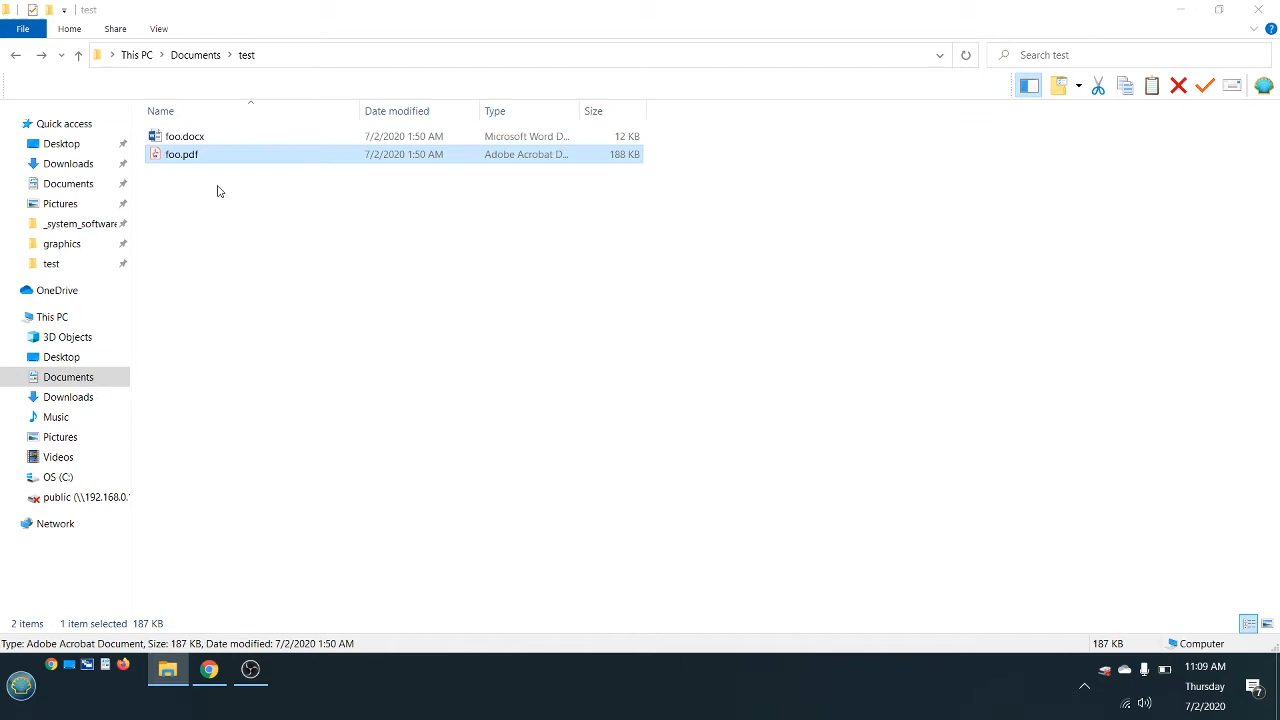 test
File Home Share View
This PC Documents test
Search test
Name Date modified Type Size
foo.docx 7/2/2020 1:50 AM Microsoft Word D... 12 KB
foo.pdf 7/2/2020 1:50 AM Adobe Acrobat D... 188 KB
Quick access
Desktop
Downloads
Documents
Pictures
_system_software
graphics
test
OneDrive
This PC
3D Objects
Desktop
Documents
Downloads
Music
Pictures
Videos
OS (C:)
public (\\192.168.0.
Network
2 items 1 item selected 187 KB
Type: Adobe Acrobat Document, Size: 187 KB, Date modified: 7/2/2020 1:50 AM
187 KB
Computer
11:09 AM
Thursday
7/2/2020
7